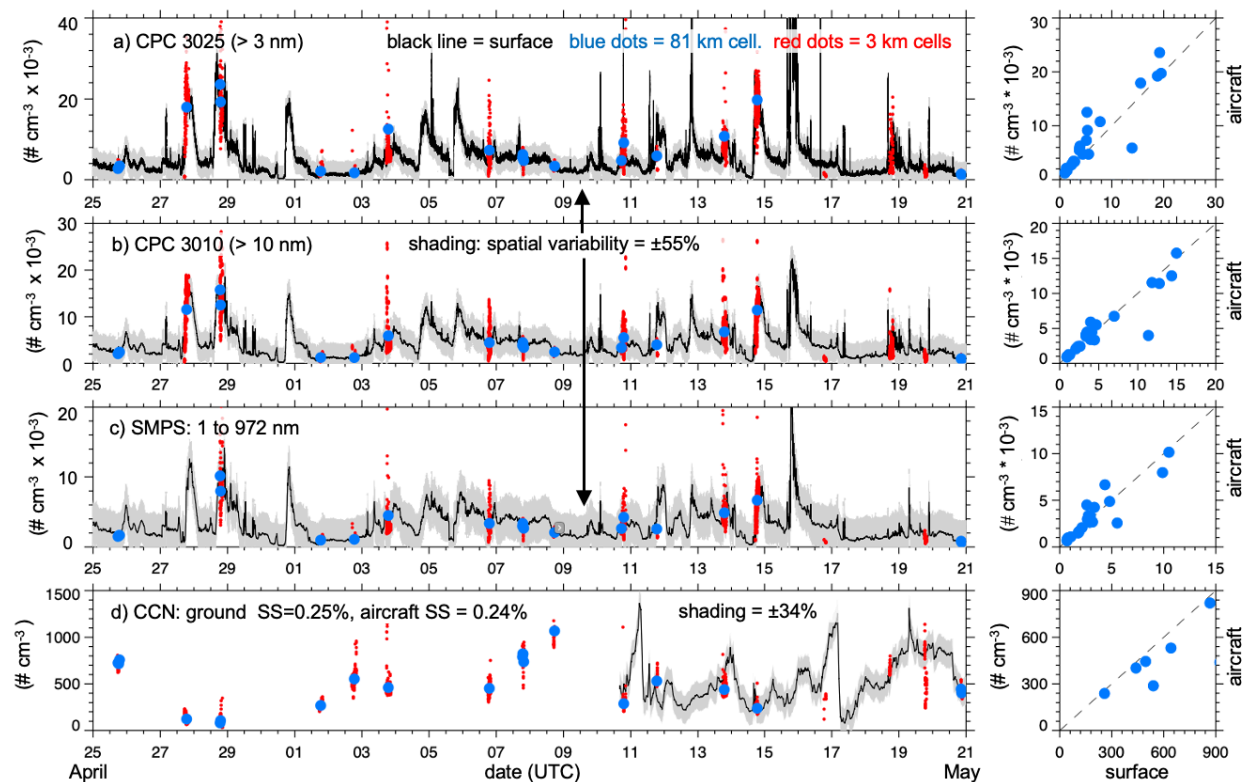 a) CPC 3025 (> 3 nm) black line = surface blue dots = 81 km cell. red dots = 3 km cells
(# cm-3 x 10-3)
40
20
0
25 27 29 01 03 05 07 09 11 13 15 17 19 21
(# cm-3 * 10-3)
30
20
10
0
0 10 20 30
aircraft
b) CPC 3010 (> 10 nm) shading: spatial variability = ±55%
(# cm-3 x 10-3)
30
20
10
0
25 27 29 01 03 05 07 09 11 13 15 17 19 21
(# cm-3 * 10-3)
20
15
10
5
0
0 5 10 15 20
aircraft
c) SMPS: 1 to 972 nm
(# cm-3 x 10-3)
20
10
0
25 27 29 01 03 05 07 09 11 13 15 17 19 21
(# cm-3 * 10-3)
15
10
5
0
0 5 10 15
aircraft
d) CCN: ground SS=0.25%, aircraft SS = 0.24% shading = ±34%
(# cm-3)
1500
1000
500
0
25 27 29 01 03 05 07 09 11 13 15 17 19 21
April date (UTC) May
(# cm-3)
900
600
300
0
0 300 600 900
surface
aircraft